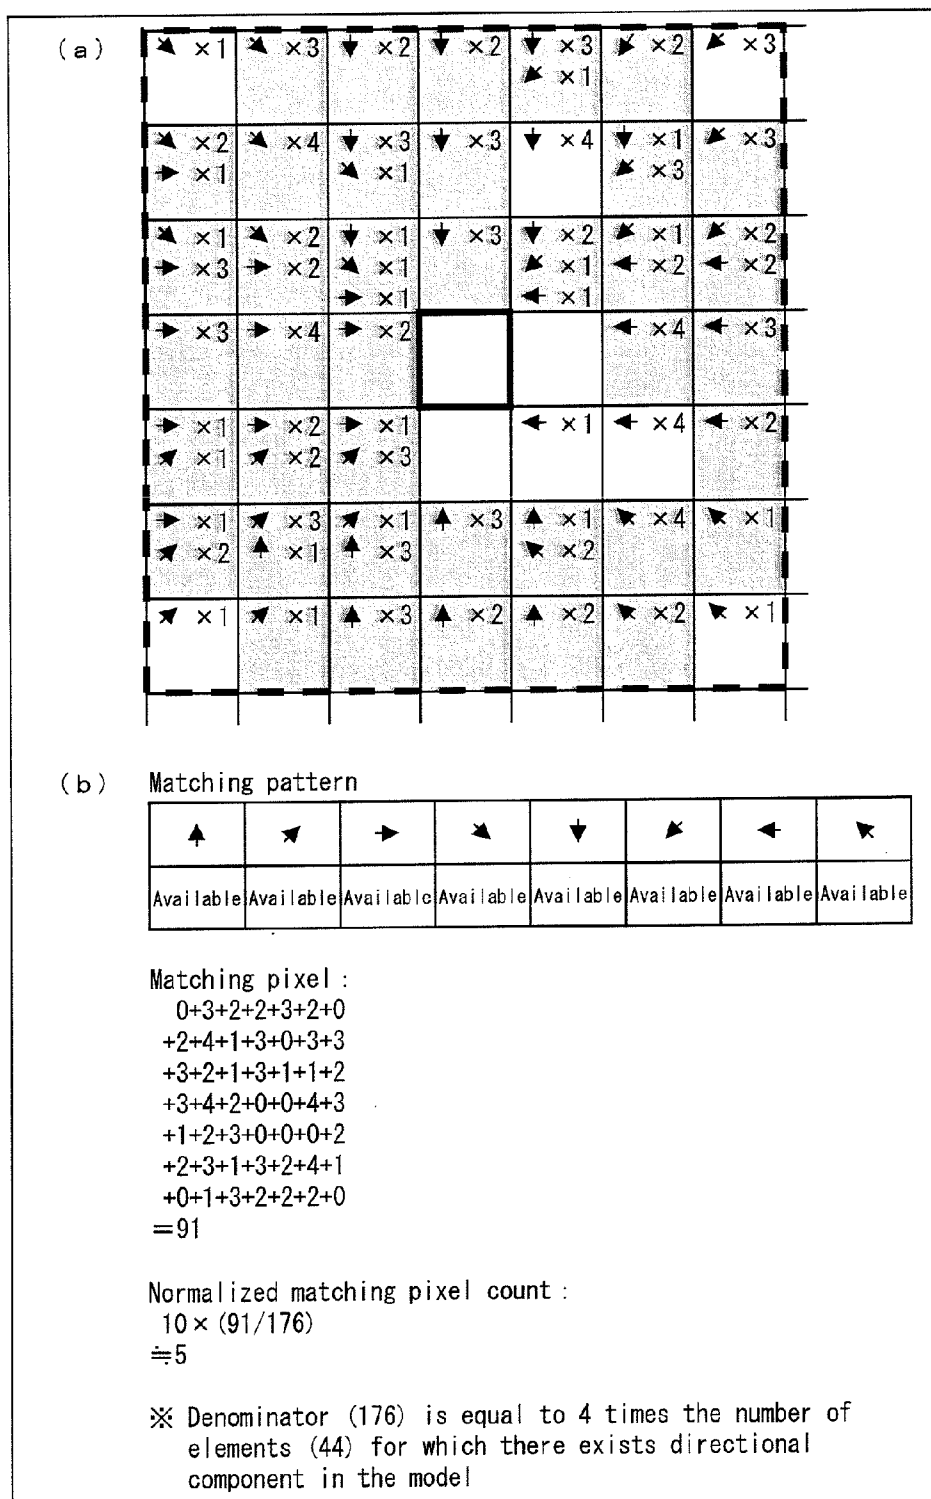 (a)
↘ ×1 ↘ ×3 ↓ ×2 ↓ ×2 ↓ ×3 ↙ ×2 ↙ ×3
↙ ×1
↘ ×2 ↘ ×4 ↓ ×3 ↓ ×3 ↓ ×4 ↓ ×1 ↙ ×3
→ ×1 ↘ ×1 ↙ ×3
↘ ×1 ↘ ×2 ↓ ×1 ↓ ×3 ↓ ×2 ↙ ×1 ↙ ×2
→ ×3 → ×2 ↘ ×1 ↙ ×1 ← ×2 ← ×2
→ ×1 ← ×1
→ ×3 → ×4 → ×2 ← ×4 ← ×3
→ ×1 → ×2 → ×1 ← ×1 ← ×4 ← ×2
↗ ×1 ↗ ×2 ↗ ×3
→ ×1 ↗ ×3 ↗ ×1 ↑ ×3 ↑ ×1 ↖ ×4 ↖ ×1
↗ ×2 ↑ ×1 ↑ ×3 ↖ ×2
↗ ×1 ↗ ×1 ↑ ×3 ↑ ×2 ↑ ×2 ↖ ×2 ↖ ×1
(b) Matching pattern
↑ ↗ → ↘ ↓ ↙ ← ↖
Available Available Available Available Available Available Available Available
Matching pixel :
0+3+2+2+3+2+0
+2+4+1+3+0+3+3
+3+2+1+3+1+1+2
+3+4+2+0+0+4+3
+1+2+3+0+0+0+2
+2+3+1+3+2+4+1
+0+1+3+2+2+2+0
=91
Normalized matching pixel count :
10×(91/176)
≒5
※ Denominator (176) is equal to 4 times the number of
elements (44) for which there exists directional
component in the model